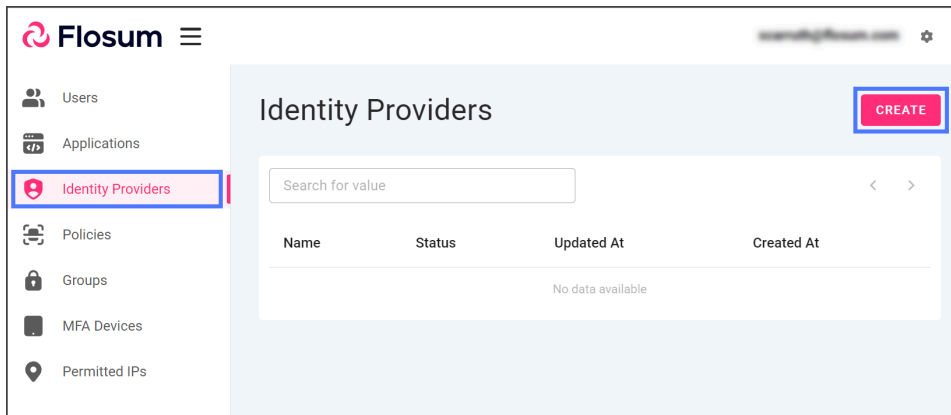 Flosum
Users
Applications
Identity Providers
Policies
Groups
MFA Devices
Permitted IPs
Identity Providers
CREATE
Search for value
Name Status Updated At Created At
No data available